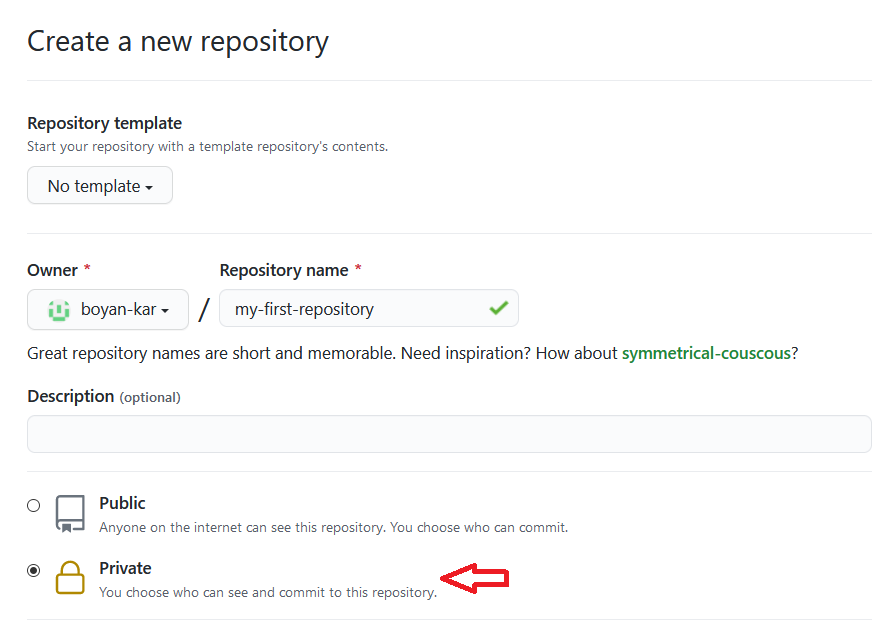 Create a new repository
Repository template
Start your repository with a template repository's contents.
No template
Owner *
Repository name *
boyan-kar
/
my-first-repository
Great repository names are short and memorable. Need inspiration? How about symmetrical-couscous?
Description (optional)
Public
Anyone on the internet can see this repository. You choose who can commit.
Private
You choose who can see and commit to this repository.